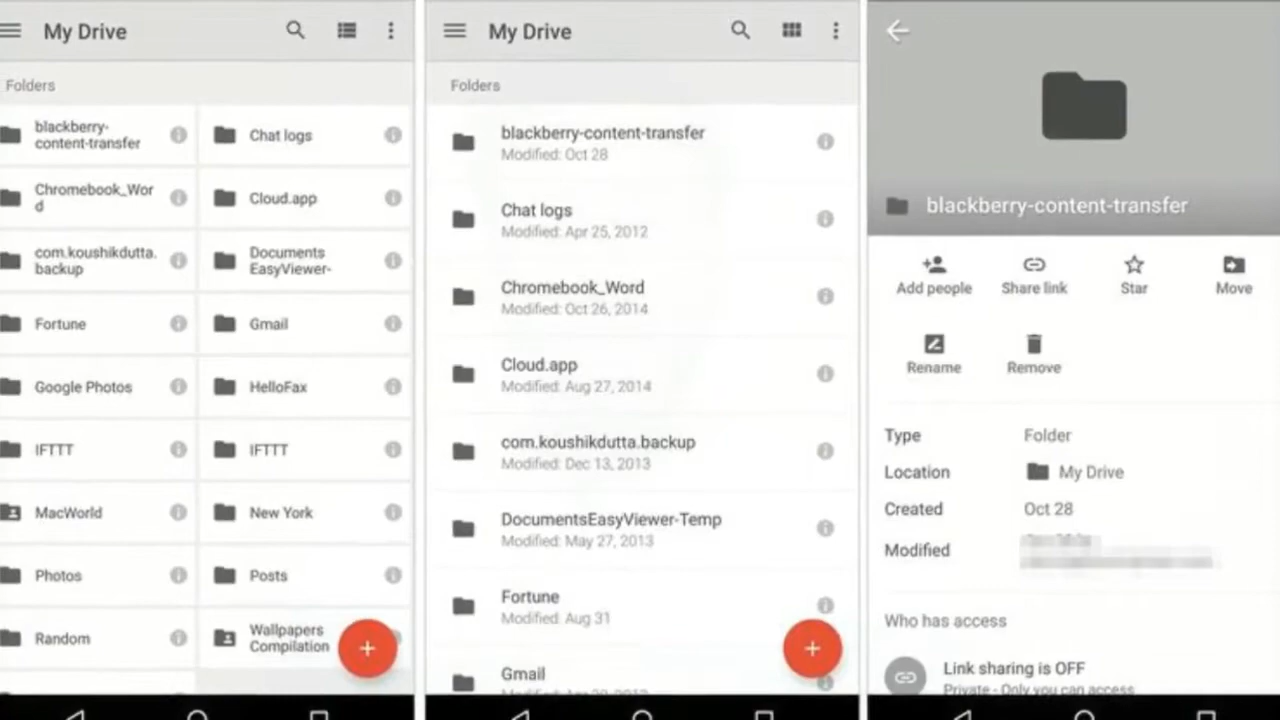 My Drive
Folders
blackberry-
content-transfer
Chat logs
Chromebook_Wor
d
Cloud.app
com.koushikdutta.
backup
Documents
EasyViewer-
Fortune
Gmail
Google Photos
HelloFax
IFTTT
IFTTT
MacWorld
New York
Photos
Posts
Random
Wallpapers
Compilation
My Drive
Folders
blackberry-content-transfer
Modified: Oct 28
Chat logs
Modified: Apr 25, 2012
Chromebook_Word
Modified: Oct 26, 2014
Cloud.app
Modified: Aug 27, 2014
com.koushikdutta.backup
Modified: Dec 13, 2013
DocumentsEasyViewer-Temp
Modified: May 27, 2013
Fortune
Modified: Aug 31
Gmail
blackberry-content-transfer
Add people
Share link
Star
Move
Rename
Remove
Type Folder
Location My Drive
Created Oct 28
Modified
Who has access
Link sharing is OFF
Private - Only you can access